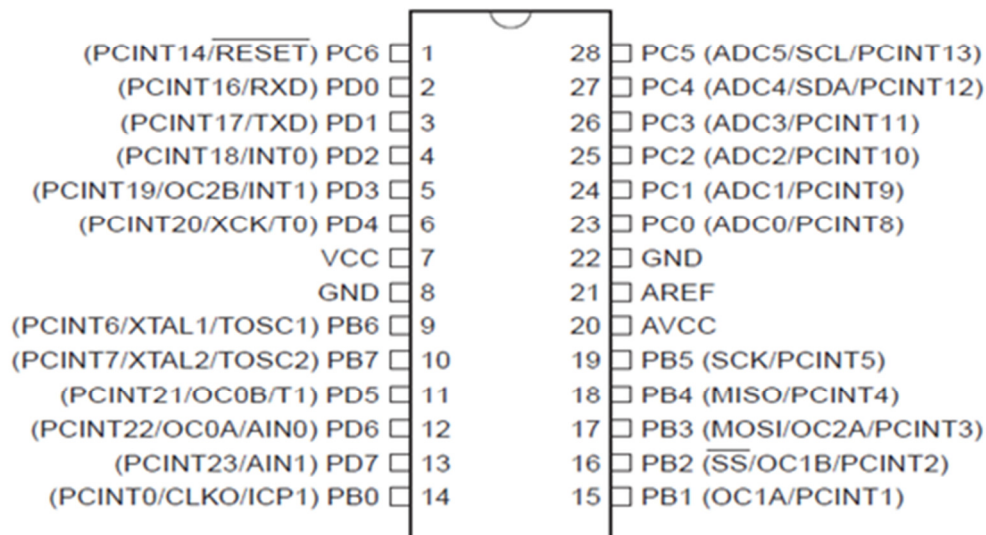 (PCINT14/RESET) PC6 1 28 PC5 (ADC5/SCL/PCINT13)
(PCINT16/RXD) PD0 2 27 PC4 (ADC4/SDA/PCINT12)
(PCINT17/TXD) PD1 3 26 PC3 (ADC3/PCINT11)
(PCINT18/INT0) PD2 4 25 PC2 (ADC2/PCINT10)
(PCINT19/OC2B/INT1) PD3 5 24 PC1 (ADC1/PCINT9)
(PCINT20/XCK/T0) PD4 6 23 PC0 (ADC0/PCINT8)
VCC 7 22 GND
GND 8 21 AREF
(PCINT6/XTAL1/TOSC1) PB6 9 20 AVCC
(PCINT7/XTAL2/TOSC2) PB7 10 19 PB5 (SCK/PCINT5)
(PCINT21/OC0B/T1) PD5 11 18 PB4 (MISO/PCINT4)
(PCINT22/OC0A/AIN0) PD6 12 17 PB3 (MOSI/OC2A/PCINT3)
(PCINT23/AIN1) PD7 13 16 PB2 (SS/OC1B/PCINT2)
(PCINT0/CLKO/ICP1) PB0 14 15 PB1 (OC1A/PCINT1)